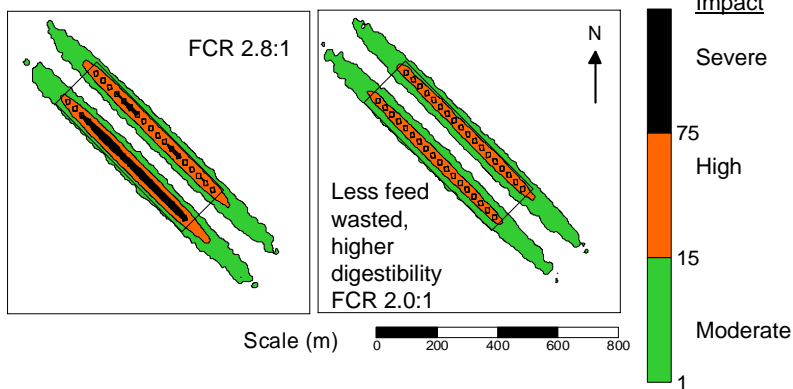 FCR 2.8:1
Less feed
wasted,
higher
digestibility
FCR 2.0:1
N
Scale (m)
0 200 400 600 800
Impact
Severe
75
High
15
Moderate
1